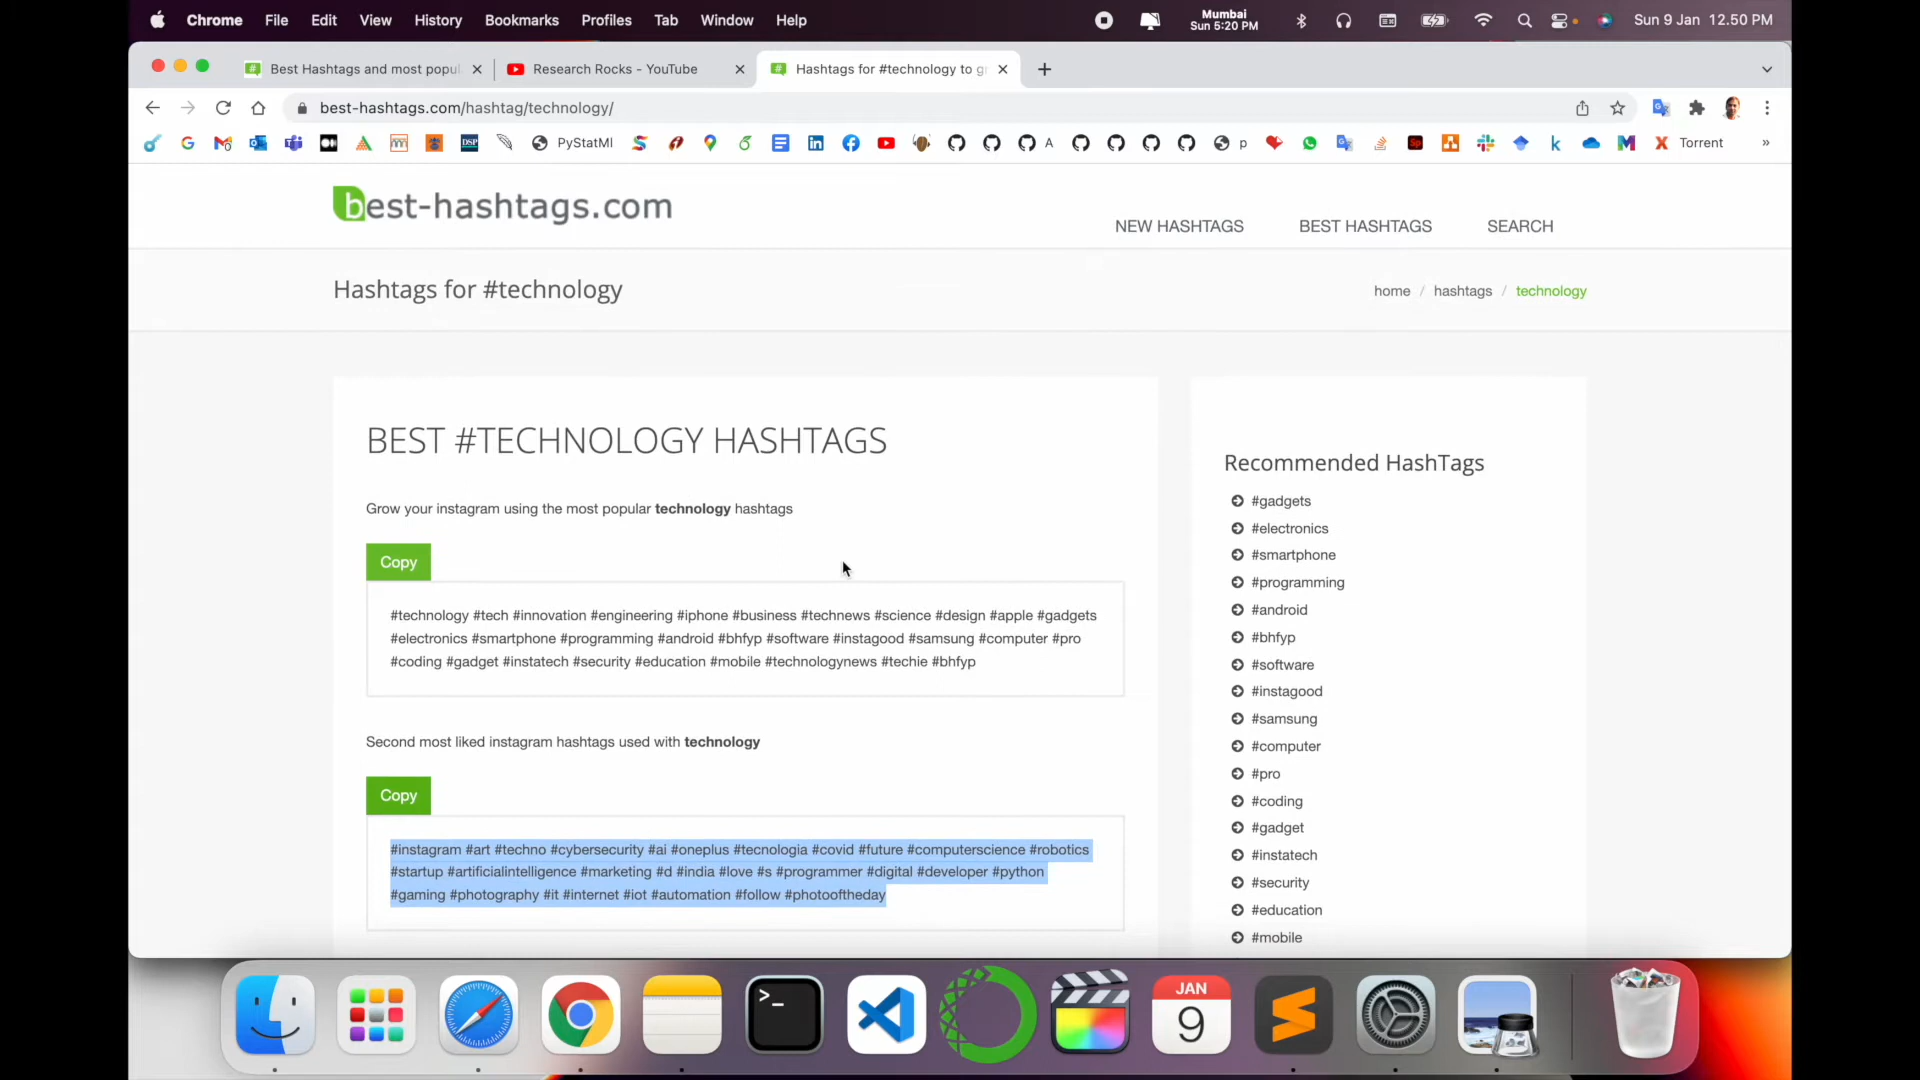 Chrome File Edit View History Bookmarks Profiles Tab Window Help
Mumbai
Sun 5:20 PM
Sun 9 Jan 12.50 PM
Best Hashtags and most popul
Research Rocks - YouTube
Hashtags for #technology to g
best-hashtags.com/hashtag/technology/
PyStatMl
A
p
Torrent
best-hashtags.com
NEW HASHTAGS BEST HASHTAGS SEARCH
Hashtags for #technology
home / hashtags / technology
BEST #TECHNOLOGY HASHTAGS
Grow your instagram using the most popular technology hashtags
Copy
#technology #tech #innovation #engineering #iphone #business #technews #science #design #apple #gadgets
#electronics #smartphone #programming #android #bhfyp #software #instagood #samsung #computer #pro
#coding #gadget #instatech #security #education #mobile #technologynews #techie #bhfyp
Second most liked instagram hashtags used with technology
Copy
#instagram #art #techno #cybersecurity #ai #oneplus #tecnologia #covid #future #computerscience #robotics
#startup #artificialintelligence #marketing #d #india #love #s #programmer #digital #developer #python
#gaming #photography #it #internet #iot #automation #follow #photooftheday
Recommended HashTags
#gadgets
#electronics
#smartphone
#programming
#android
#bhfyp
#software
#instagood
#samsung
#computer
#pro
#coding
#gadget
#instatech
#security
#education
#mobile
JAN
9